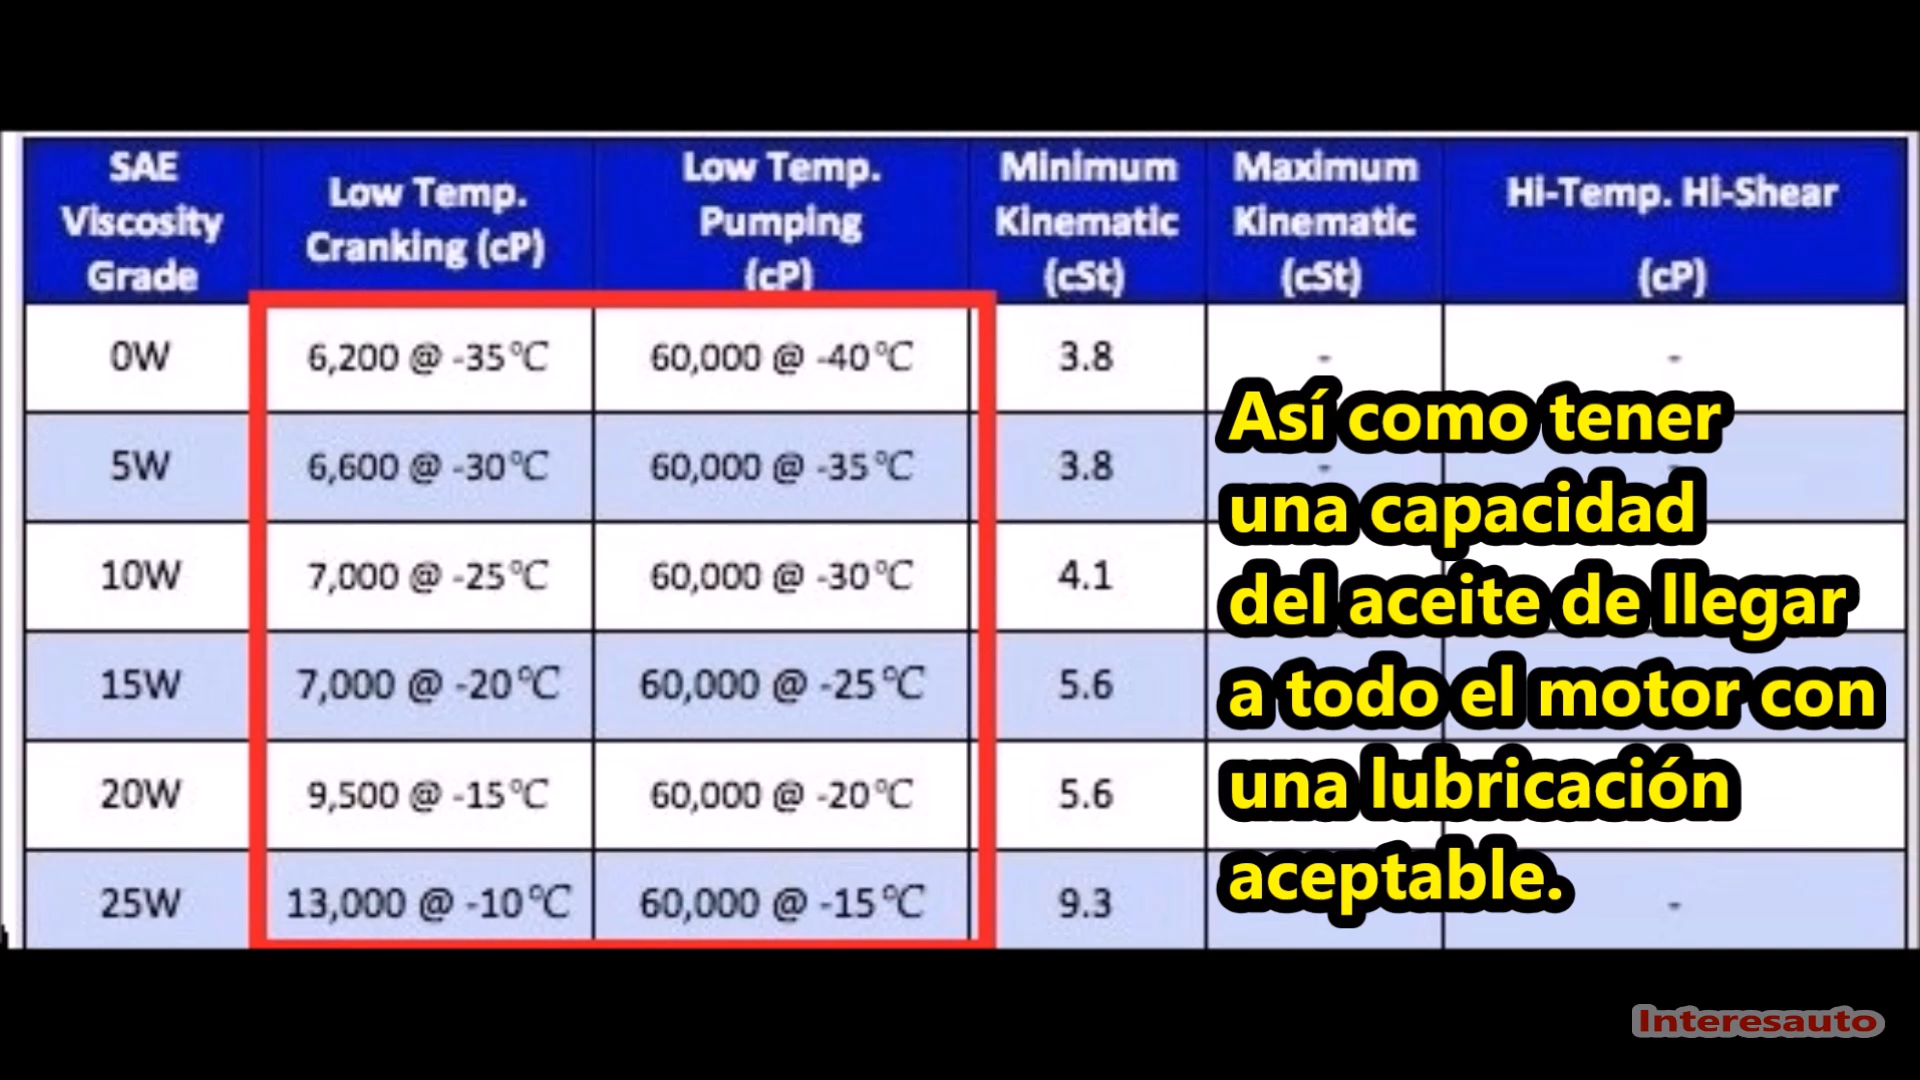 SAE Viscosity Grade
Low Temp. Cranking (cP)
Low Temp. Pumping (cP)
Minimum Kinematic (cSt)
Maximum Kinematic (cSt)
Hi-Temp. Hi-Shear (cP)
0W 6,200 @ -35℃ 60,000 @ -40℃ 3.8 - -
5W 6,600 @ -30℃ 60,000 @ -35℃ 3.8 - -
10W 7,000 @ -25℃ 60,000 @ -30℃ 4.1
15W 7,000 @ -20℃ 60,000 @ -25℃ 5.6
20W 9,500 @ -15℃ 60,000 @ -20℃ 5.6
25W 13,000 @ -10℃ 60,000 @ -15℃ 9.3 -
Así como tener
una capacidad
del aceite de llegar
a todo el motor con
una lubricación
aceptable.
Interesauto